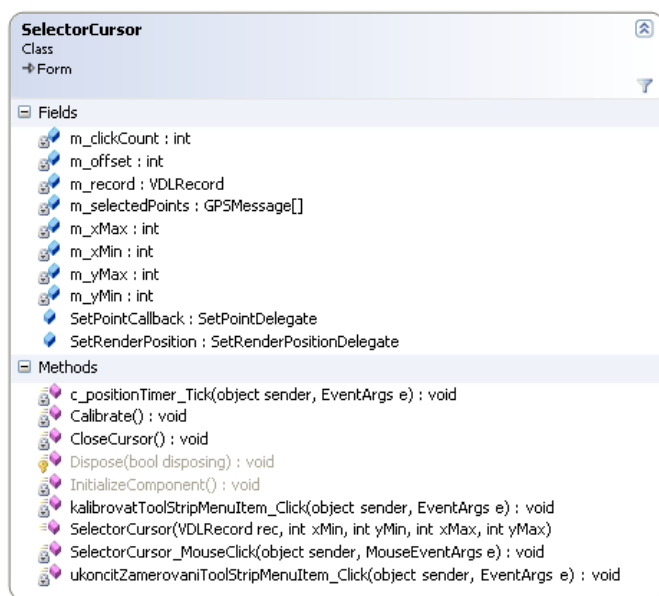 SelectorCursor
Class
Form
Fields
m_clickCount : int
m_offset : int
m_record : VDLRecord
m_selectedPoints : GPSMessage[]
m_xMax : int
m_xMin : int
m_yMax : int
m_yMin : int
SetPointCallback : SetPointDelegate
SetRenderPosition : SetRenderPositionDelegate
Methods
c_positionTimer_Tick(object sender, EventArgs e) : void
Calibrate() : void
CloseCursor() : void
Dispose(bool disposing) : void
InitializeComponent() : void
kalibrovatToolStripMenuItem_Click(object sender, EventArgs e) : void
SelectorCursor(VDLRecord rec, int xMin, int yMin, int xMax, int yMax)
SelectorCursor_MouseClick(object sender, MouseEventArgs e) : void
ukoncitZamerovaniToolStripMenuItem_Click(object sender, EventArgs e) : void